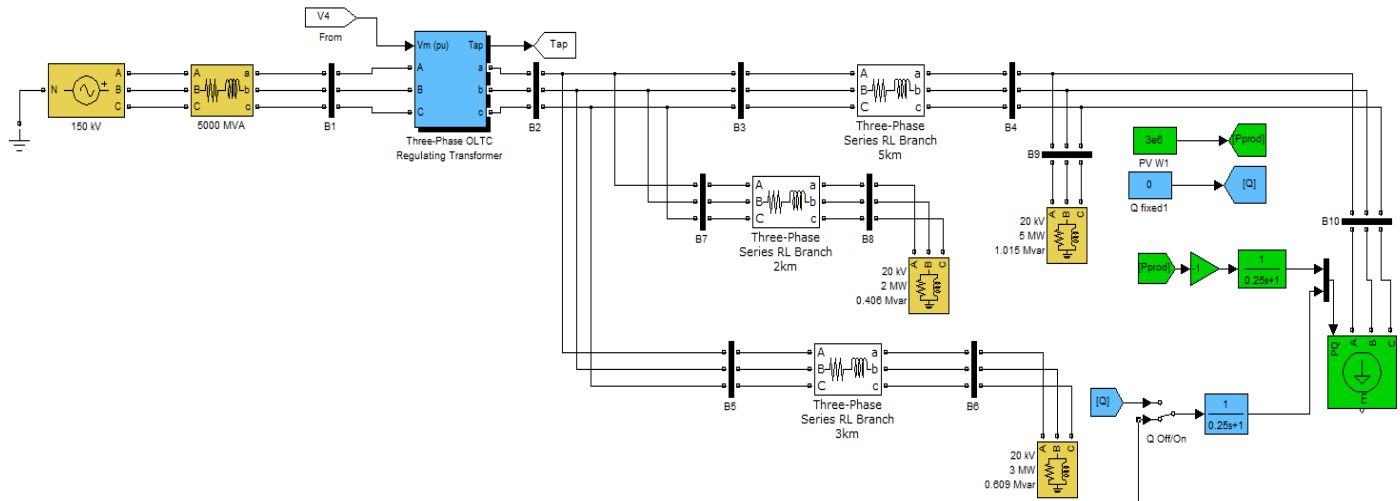 V4
From
Vm (pu)
Tap
Tap
N
A
B
C
150 kV
A
B
C
a
b
c
5000 MVA
B1
A
B
C
a
b
c
Three-Phase OLTC
Regulating Transformer
B2
B3
A
B
C
a
b
c
Three-Phase
Series RL Branch
5km
B4
B9
A B C
20 kV
5 MW
1.015 Mvar
3e6
[Pprod]
PV W1
0
[Q]
Q fixed1
B10
B7
A
B
C
a
b
c
Three-Phase
Series RL Branch
2km
B8
A B C
20 kV
2 MW
0.406 Mvar
[Pprod]
-1
1
0.25s+1
PQ
A
B
C
E
B5
A
B
C
a
b
c
Three-Phase
Series RL Branch
3km
B6
A B C
20 kV
3 MW
0.609 Mvar
[Q]
Q Off/On
1
0.25s+1